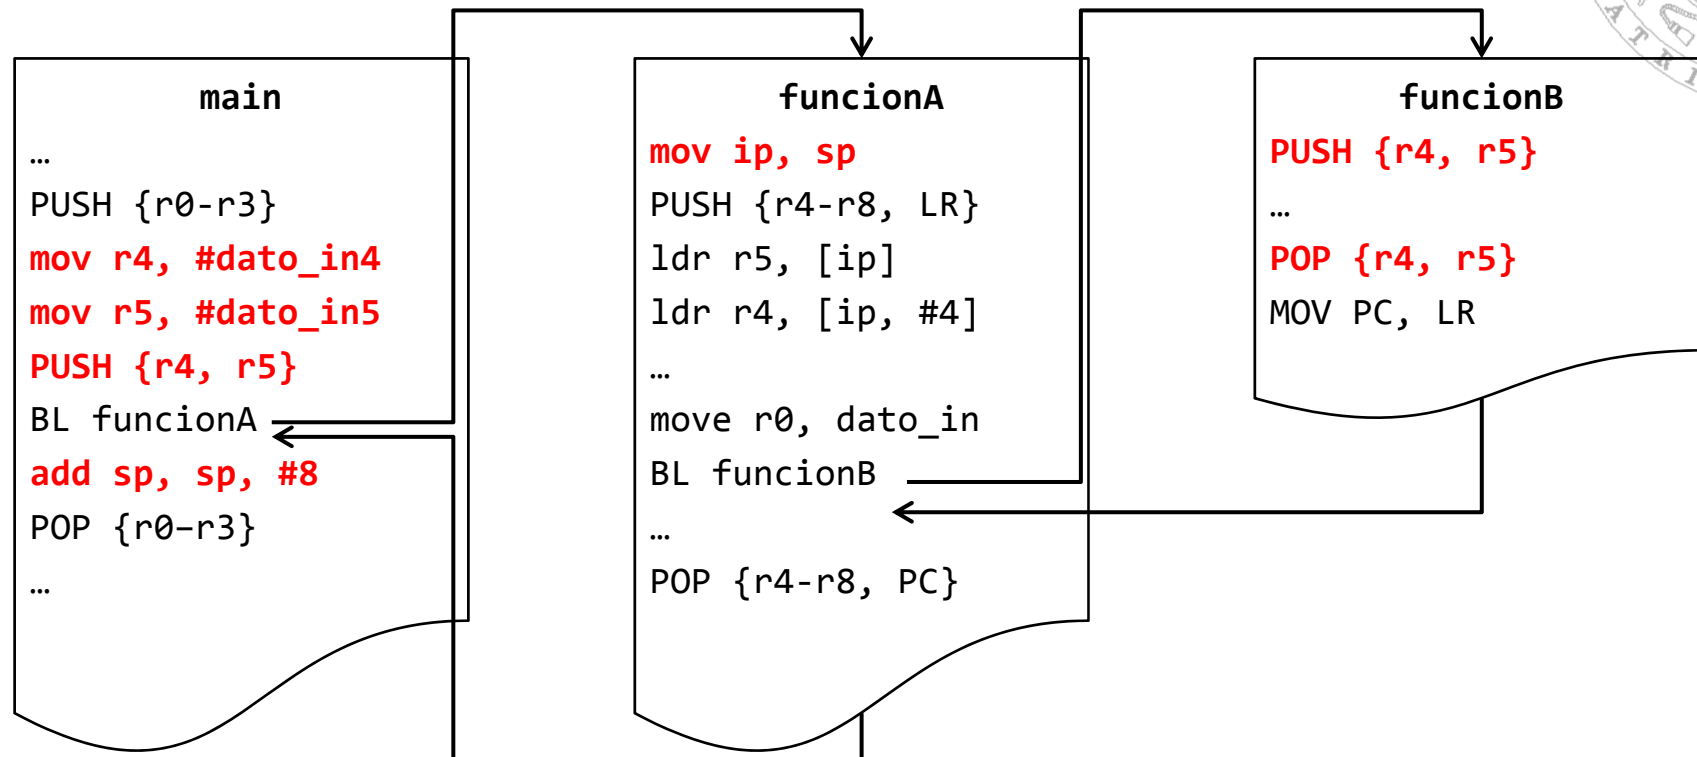 main
…
PUSH {r0-r3}
mov r4, #dato_in4
mov r5, #dato_in5
PUSH {r4, r5}
BL funcionA
add sp, sp, #8
POP {r0–r3}
…
funcionA
mov ip, sp
PUSH {r4-r8, LR}
ldr r5, [ip]
ldr r4, [ip, #4]
…
move r0, dato_in
BL funcionB
…
POP {r4-r8, PC}
funcionB
PUSH {r4, r5}
…
POP {r4, r5}
MOV PC, LR